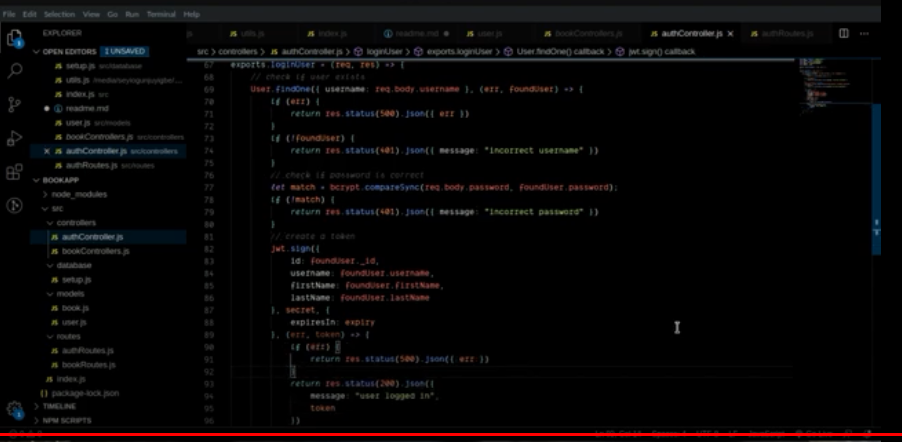 File Edit Selection View Go Run Terminal Help
EXPLORER
utils.js index.js readme.md user.js bookControllers.js authController.js authRoutes.js
OPEN EDITORS 1 UNSAVED
src > controllers > JS authController.js > loginUser > exports.loginUser > User.findOne() callback > jwt.sign() callback
JS setup.js src/database
JS utils.js
JS index.js src
readme.md
JS user.js src/models
JS bookControllers.js src/controllers
JS authController.js src/controllers
JS authRoutes.js src/routes
BOOKAPP
node_modules
src
controllers
JS authController.js
JS bookControllers.js
database
JS setup.js
models
JS book.js
JS user.js
routes
JS authRoutes.js
JS bookRoutes.js
JS index.js
package-lock.json
TIMELINE
NPM SCRIPTS
67 exports.loginUser = (req, res) => {
68 // check if user exists
69 User.findOne({ username: req.body.username }, (err, foundUser) => {
70 if (err) {
71 return res.status(500).json({ err })
72 }
73 if (!foundUser) {
74 return res.status(401).json({ message: "incorrect username" })
75 }
76 // check if password is correct
77 let match = bcrypt.compareSync(req.body.password, foundUser.password);
78 if (!match) {
79 return res.status(401).json({ message: "incorrect password" })
80 }
81 // create a token
82 jwt.sign({
83 id: foundUser._id,
84 username: foundUser.username,
85 firstName: foundUser.firstName,
86 lastName: foundUser.lastName
87 }, secret, {
88 expiresIn: expiry
89 }, (err, token) => {
90 if (err) {
91 return res.status(500).json({ err })
92 }
93 return res.status(200).json({
94 message: "user logged in",
95 token
96 })